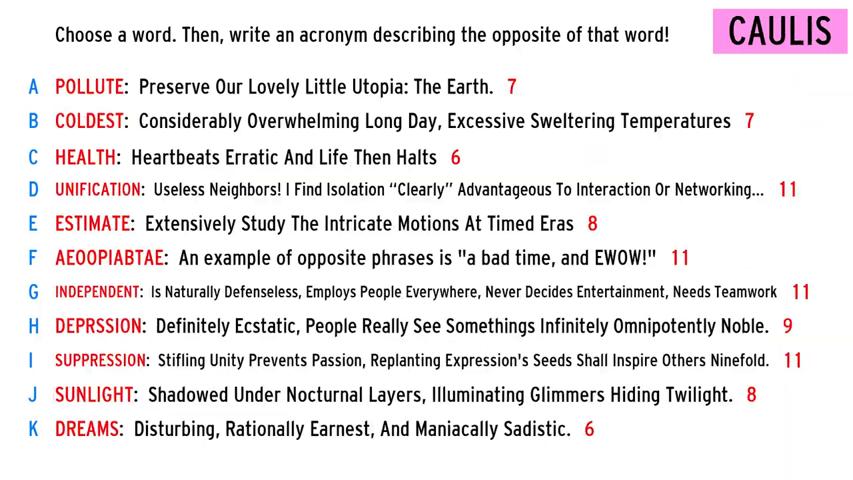 Choose a word. Then, write an acronym describing the opposite of that word!
CAULIS
A POLLUTE: Preserve Our Lovely Little Utopia: The Earth. 7
B COLDEST: Considerably Overwhelming Long Day, Excessive Sweltering Temperatures 7
C HEALTH: Heartbeats Erratic And Life Then Halts 6
D UNIFICATION: Useless Neighbors! I Find Isolation “Clearly” Advantageous To Interaction Or Networking... 11
E ESTIMATE: Extensively Study The Intricate Motions At Timed Eras 8
F AEOOPIABTAE: An example of opposite phrases is "a bad time, and EWOW!" 11
G INDEPENDENT: Is Naturally Defenseless, Employs People Everywhere, Never Decides Entertainment, Needs Teamwork 11
H DEPRSSION: Definitely Ecstatic, People Really See Somethings Infinitely Omnipotently Noble. 9
I SUPPRESSION: Stifling Unity Prevents Passion, Replanting Expression's Seeds Shall Inspire Others Ninefold. 11
J SUNLIGHT: Shadowed Under Nocturnal Layers, Illuminating Glimmers Hiding Twilight. 8
K DREAMS: Disturbing, Rationally Earnest, And Maniacally Sadistic. 6